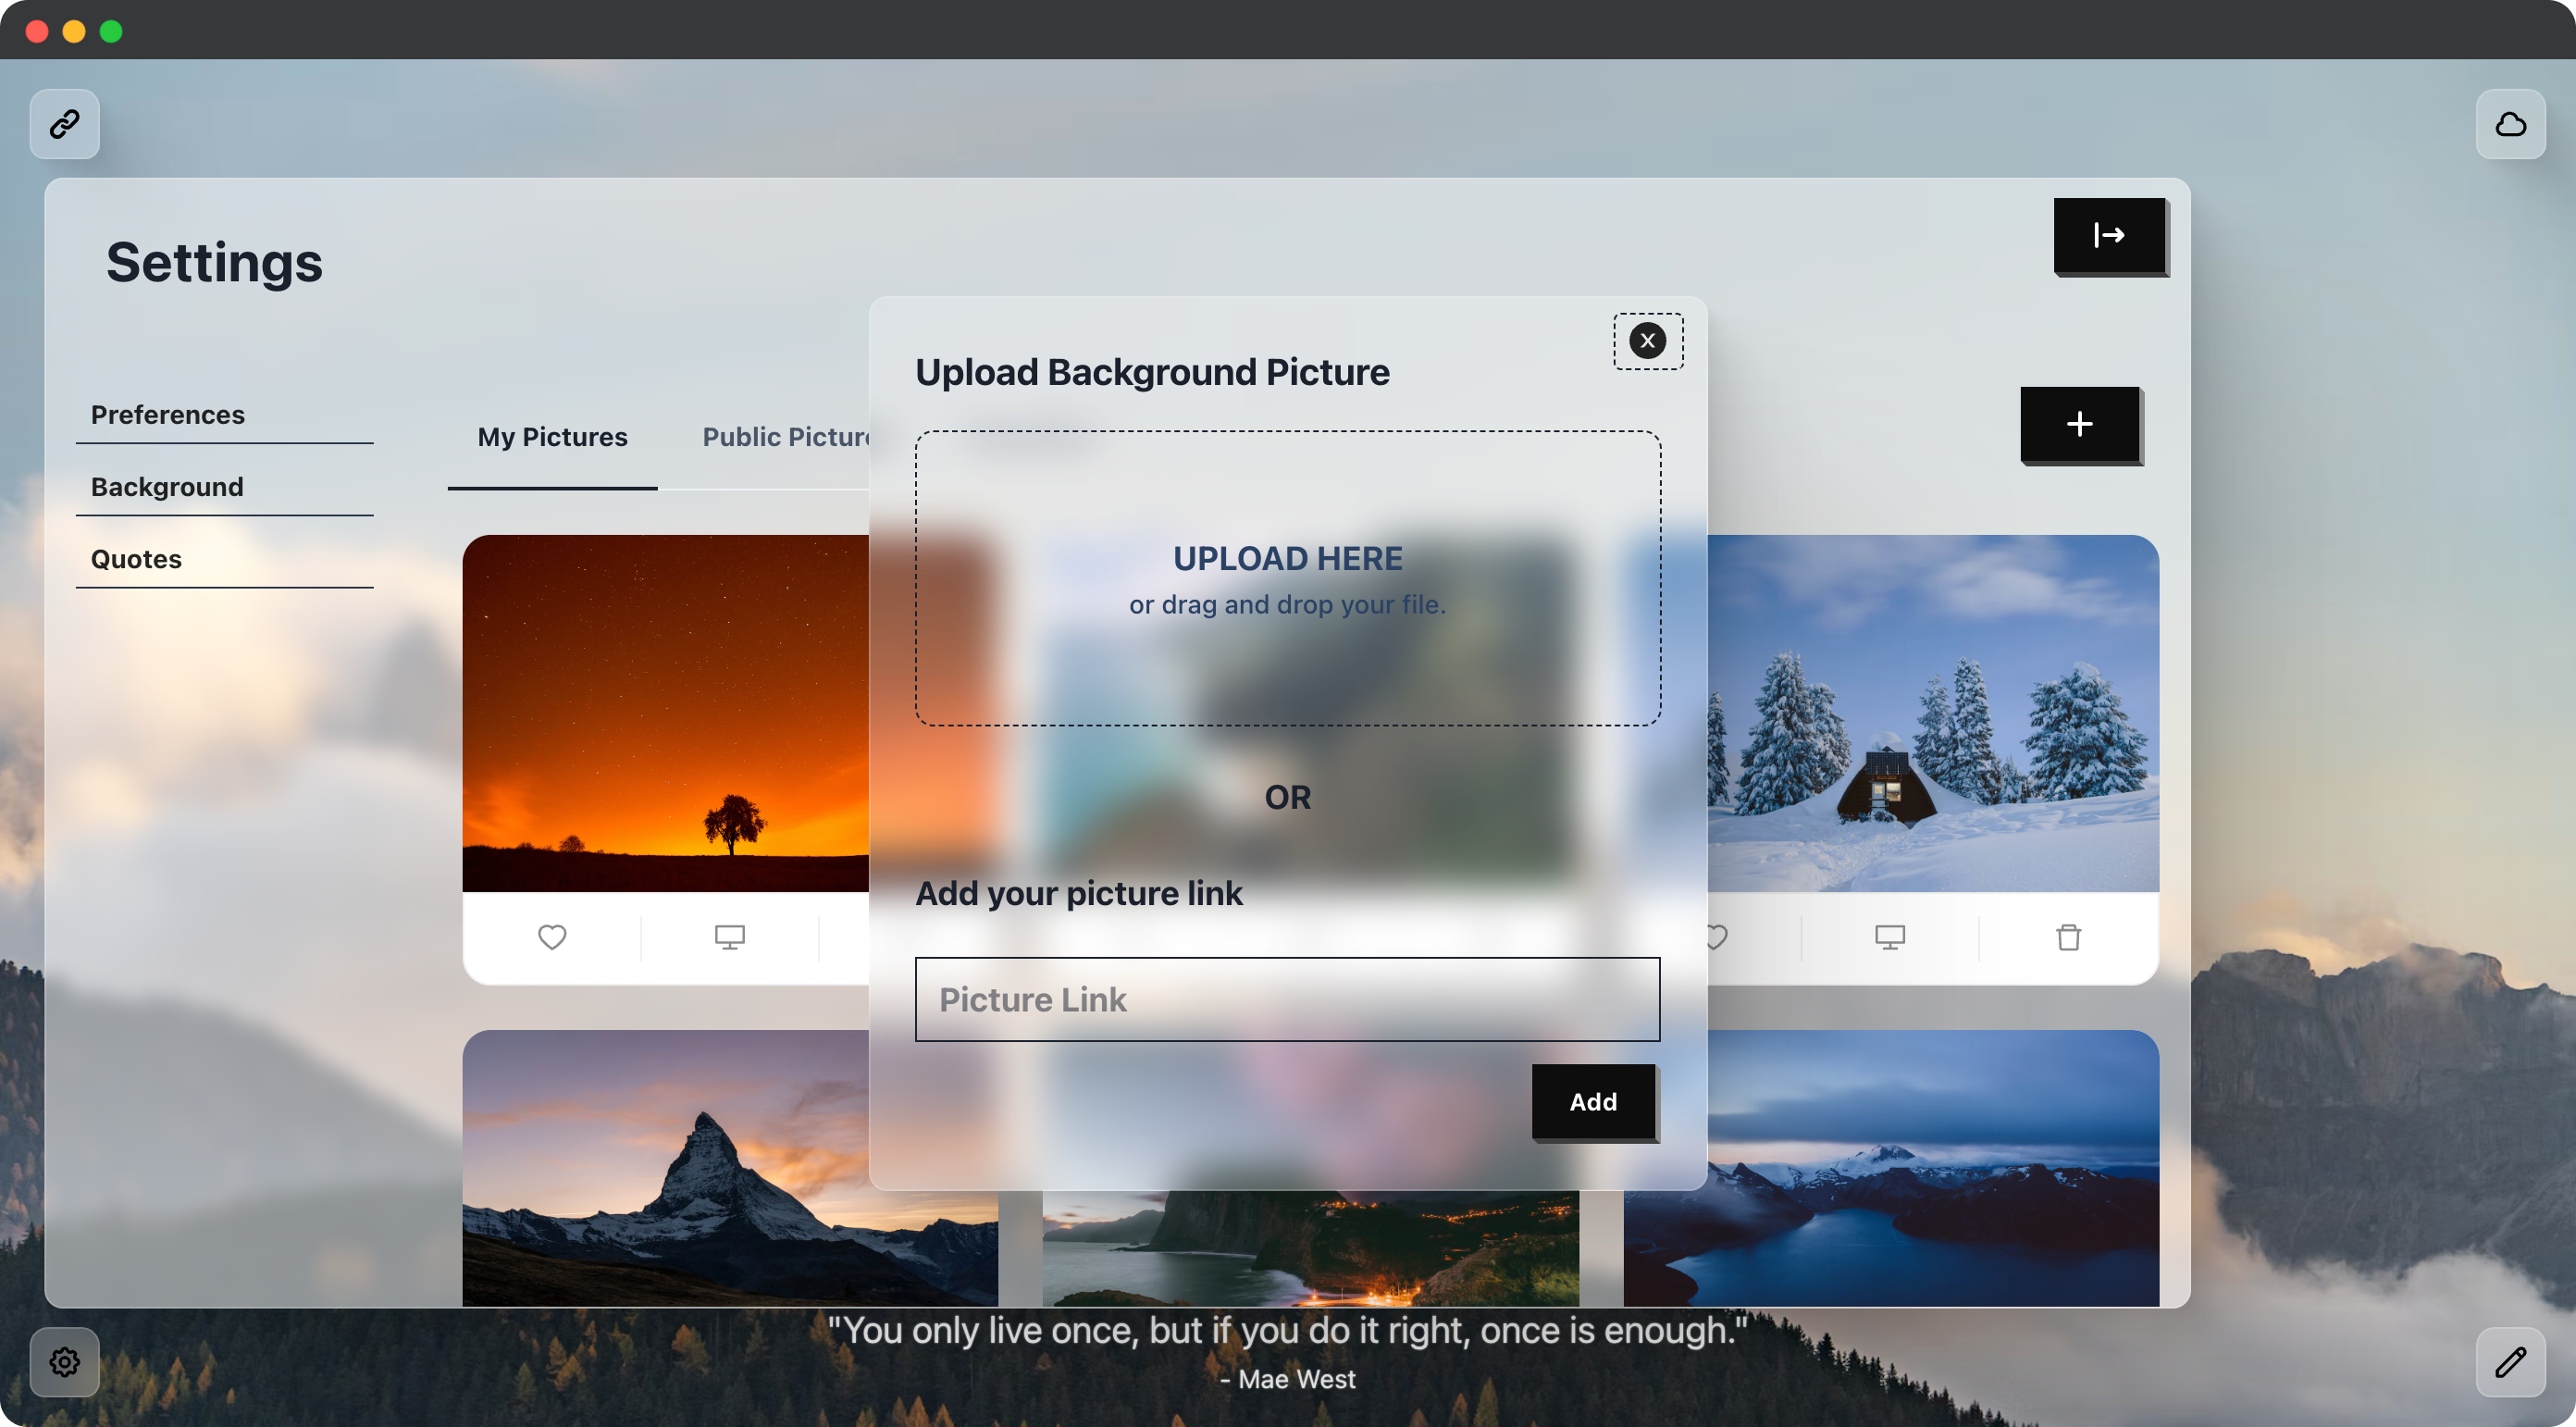 Settings
Preferences
Background
Quotes
My Pictures
Public Pictur
Upload Background Picture
X
UPLOAD HERE
or drag and drop your file.
OR
Add your picture link
Picture Link
Add
"You only live once, but if you do it right, once is enough."
- Mae West